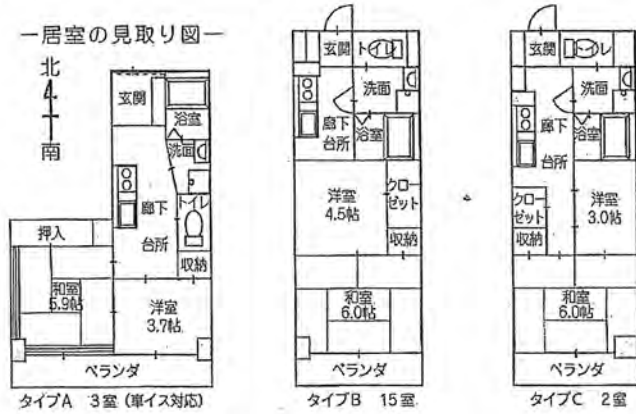 ―居室の見取り図―
北
南
玄関
浴室
洗面
廊下
トイレ
台所
収納
押入
和室
5.9帖
洋室
3.7帖
ベランダ
タイプA 3室 (車イス対応)
玄関
トイレ
洗面
廊下
浴室
台所
洋室
4.5帖
クロー
ゼット
収納
和室
6.0帖
ベランダ
タイプB 15室
玄関
トイレ
洗面
廊下
浴室
台所
クロー
ゼット
洋室
3.0帖
収納
和室
6.0帖
ベランダ
タイプC 2室